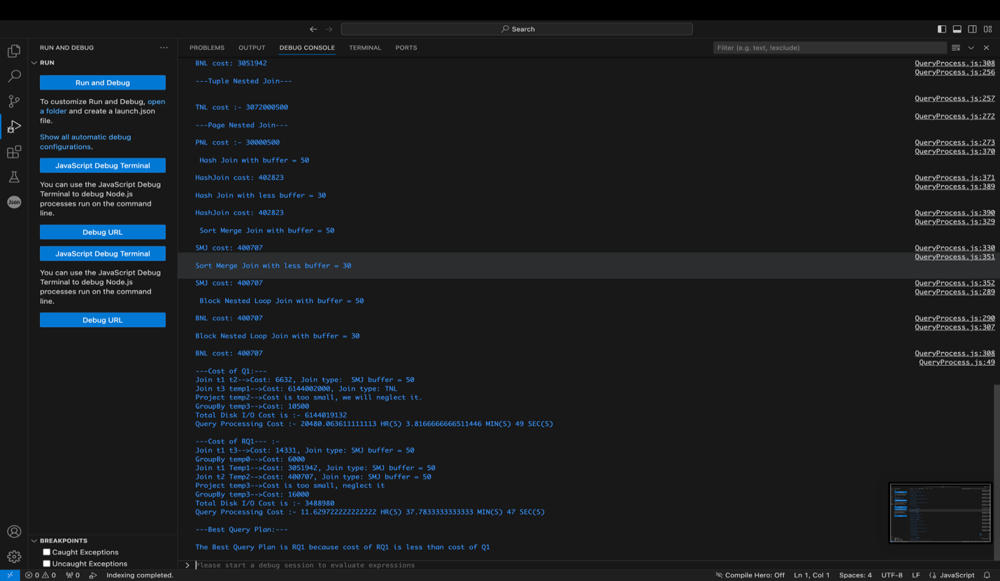 Search
RUN AND DEBUG
RUN
Run and Debug
To customize Run and Debug, open
a folder and create a launch.json
file.
Show all automatic debug
configurations.
JavaScript Debug Terminal
You can use the JavaScript Debug
Terminal to debug Node.js
processes run on the command
line.
Debug URL
JavaScript Debug Terminal
You can use the JavaScript Debug
Terminal to debug Node.js
processes run on the command
line.
Debug URL
BREAKPOINTS
Caught Exceptions
Uncaught Exceptions
Json
PROBLEMS OUTPUT DEBUG CONSOLE TERMINAL PORTS
Filter (e.g. text, !exclude)
BNL cost: 3051942 QueryProcess.js:308
QueryProcess.js:256
---Tuple Nested Join---
QueryProcess.js:257
TNL cost :- 3072000500
QueryProcess.js:272
---Page Nested Join---
PNL cost :- 30000500 QueryProcess.js:273
QueryProcess.js:370
Hash Join with buffer = 50
HashJoin cost: 402823 QueryProcess.js:371
QueryProcess.js:389
Hash Join with less buffer = 30
HashJoin cost: 402823 QueryProcess.js:390
QueryProcess.js:329
Sort Merge Join with buffer = 50
SMJ cost: 400707 QueryProcess.js:330
QueryProcess.js:351
Sort Merge Join with less buffer = 30
SMJ cost: 400707 QueryProcess.js:352
QueryProcess.js:289
Block Nested Loop Join with buffer = 50
BNL cost: 400707 QueryProcess.js:290
QueryProcess.js:307
Block Nested Loop Join with buffer = 30
BNL cost: 400707 QueryProcess.js:308
QueryProcess.js:49
---Cost of Q1:---
Join t1 t2-->Cost: 6632, Join type:  SMJ buffer = 50
Join t3 temp1-->Cost: 6144002000, Join type: TNL
Project temp2-->Cost is too small, we will neglect it.
GroupBy temp3-->Cost: 10500
Total Disk I/O Cost is :- 6144019132
Query Processing Cost :- 20480.063611111113 HR(S) 3.8166666666511446 MIN(S) 49 SEC(S)
---Cost of RQ1--- :-
Join t1 t3-->Cost: 14331, Join type: SMJ buffer = 50
GroupBy temp0-->Cost: 6000
Join t1 Temp1-->Cost: 3051942, Join type: SMJ buffer = 50
Join t2 Temp2-->Cost: 400707, Join type: SMJ buffer = 50
Project temp3-->Cost is too small, neglect it
GroupBy temp3-->Cost: 16000
Total Disk I/O Cost is :- 3488980
Query Processing Cost :- 11.629722222222222 HR(S) 37.7833333333333 MIN(S) 47 SEC(S)
---Best Query Plan:---
The Best Query Plan is RQ1 because cost of RQ1 is less than cost of Q1
Please start a debug session to evaluate expressions
0 0 0 Indexing completed. Compile Hero: Off Ln 1, Col 1 Spaces: 4 UTF-8 LF JavaScript